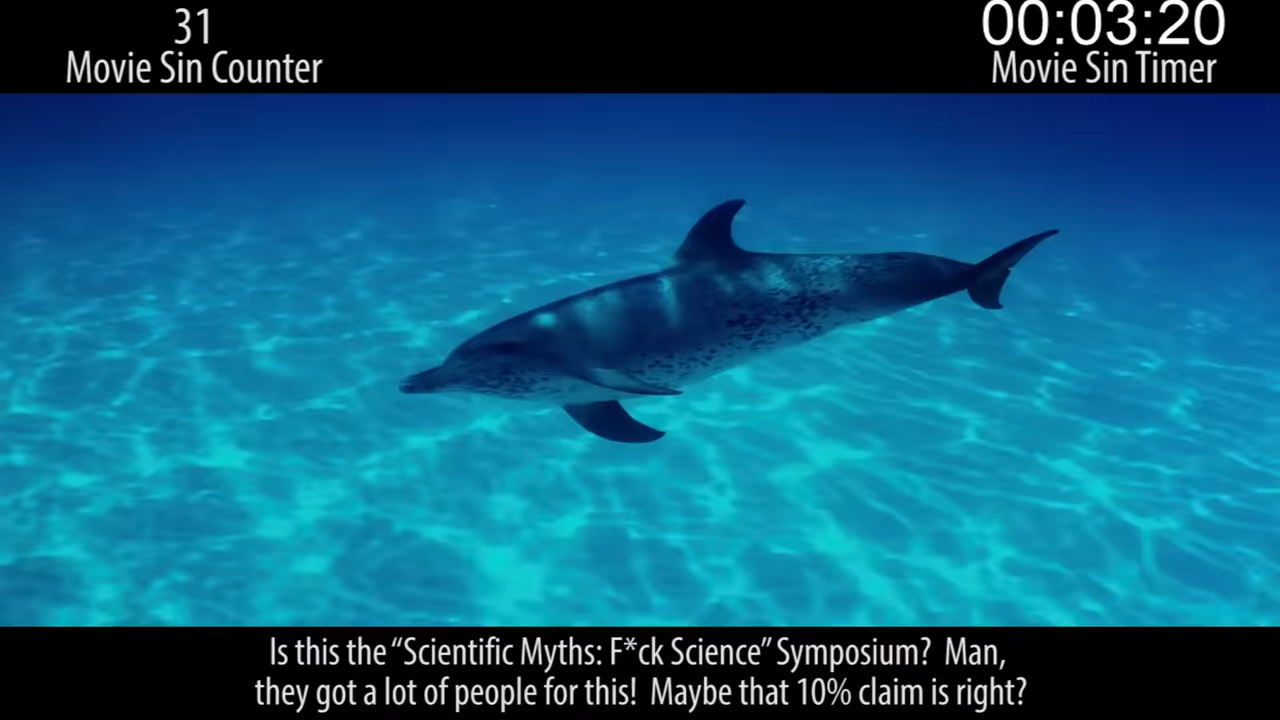 31
Movie Sin Counter
00:03:20
Movie Sin Timer
Is this the “Scientific Myths: F*ck Science” Symposium?  Man,
they got a lot of people for this!  Maybe that 10% claim is right?